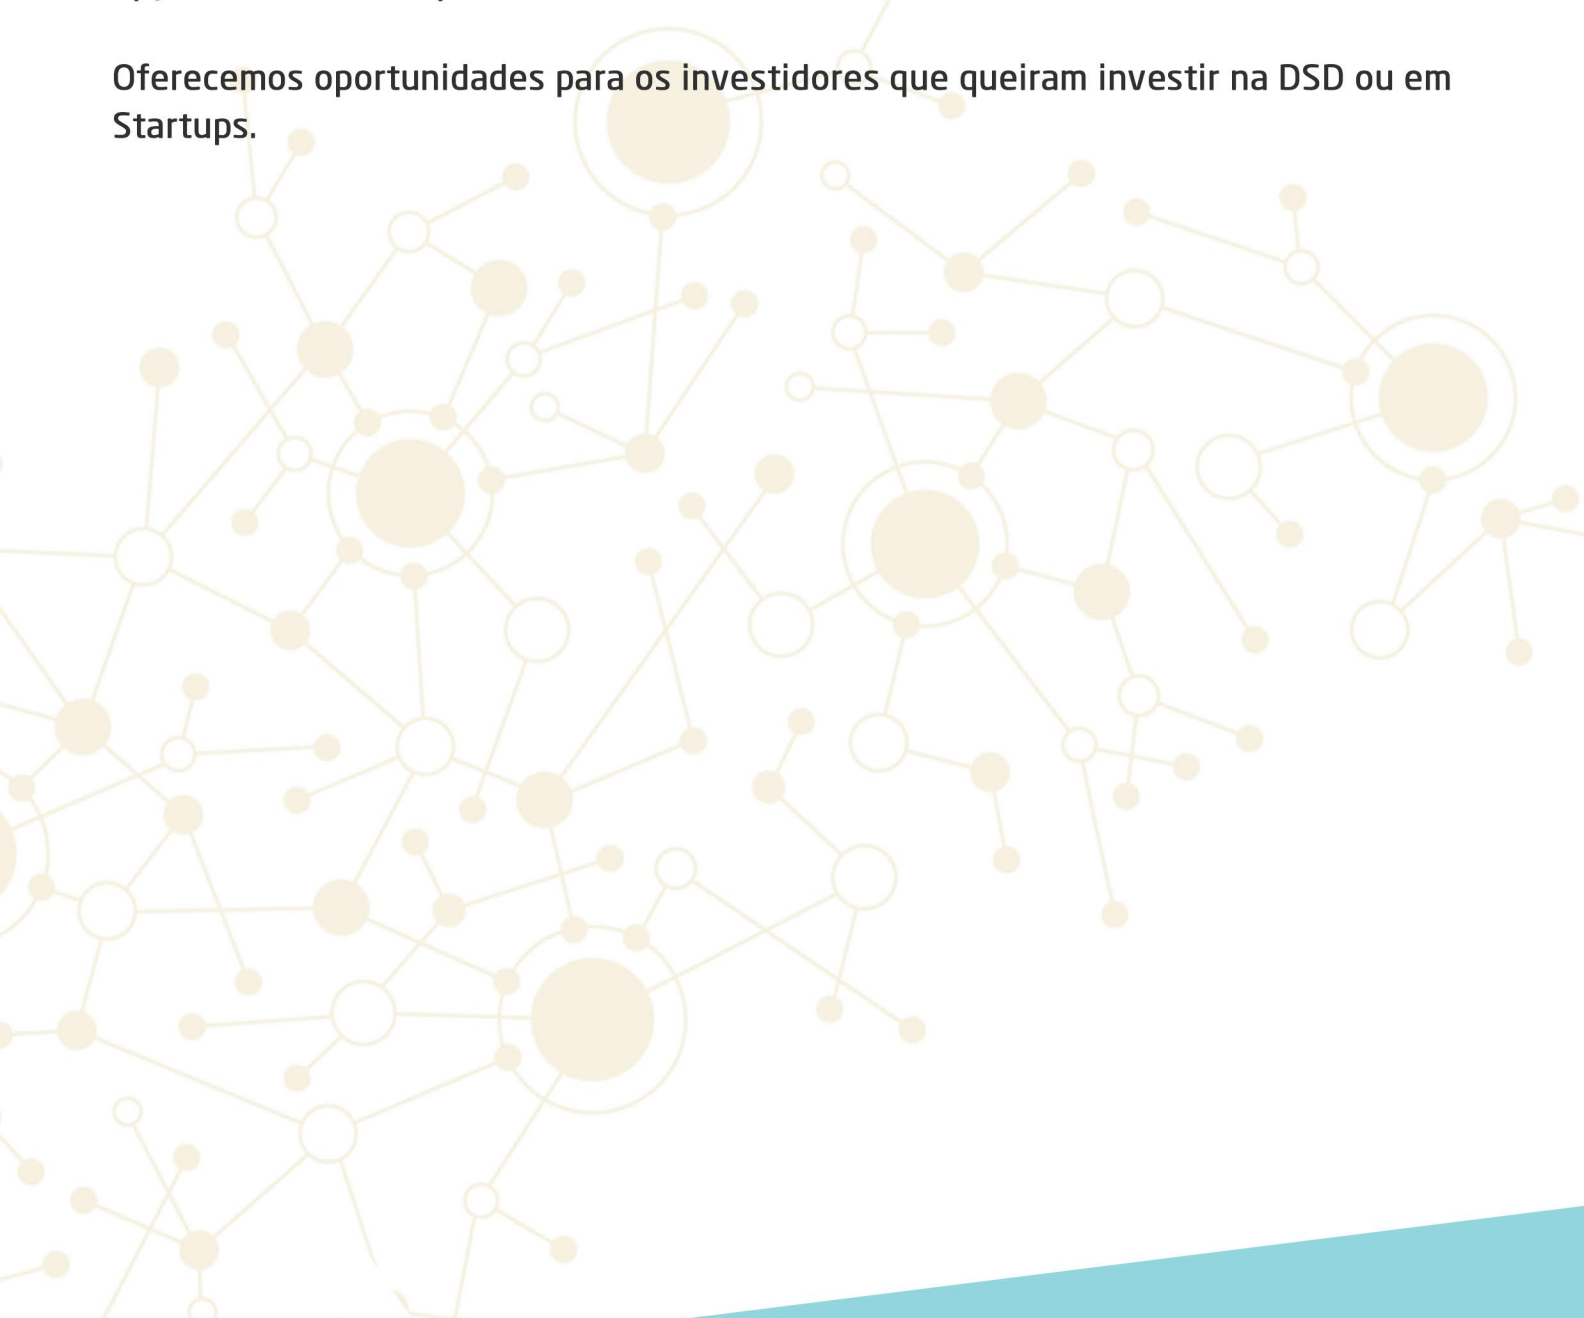 Oferecemos oportunidades para os investidores que queiram investir na DSD ou em
Startups.